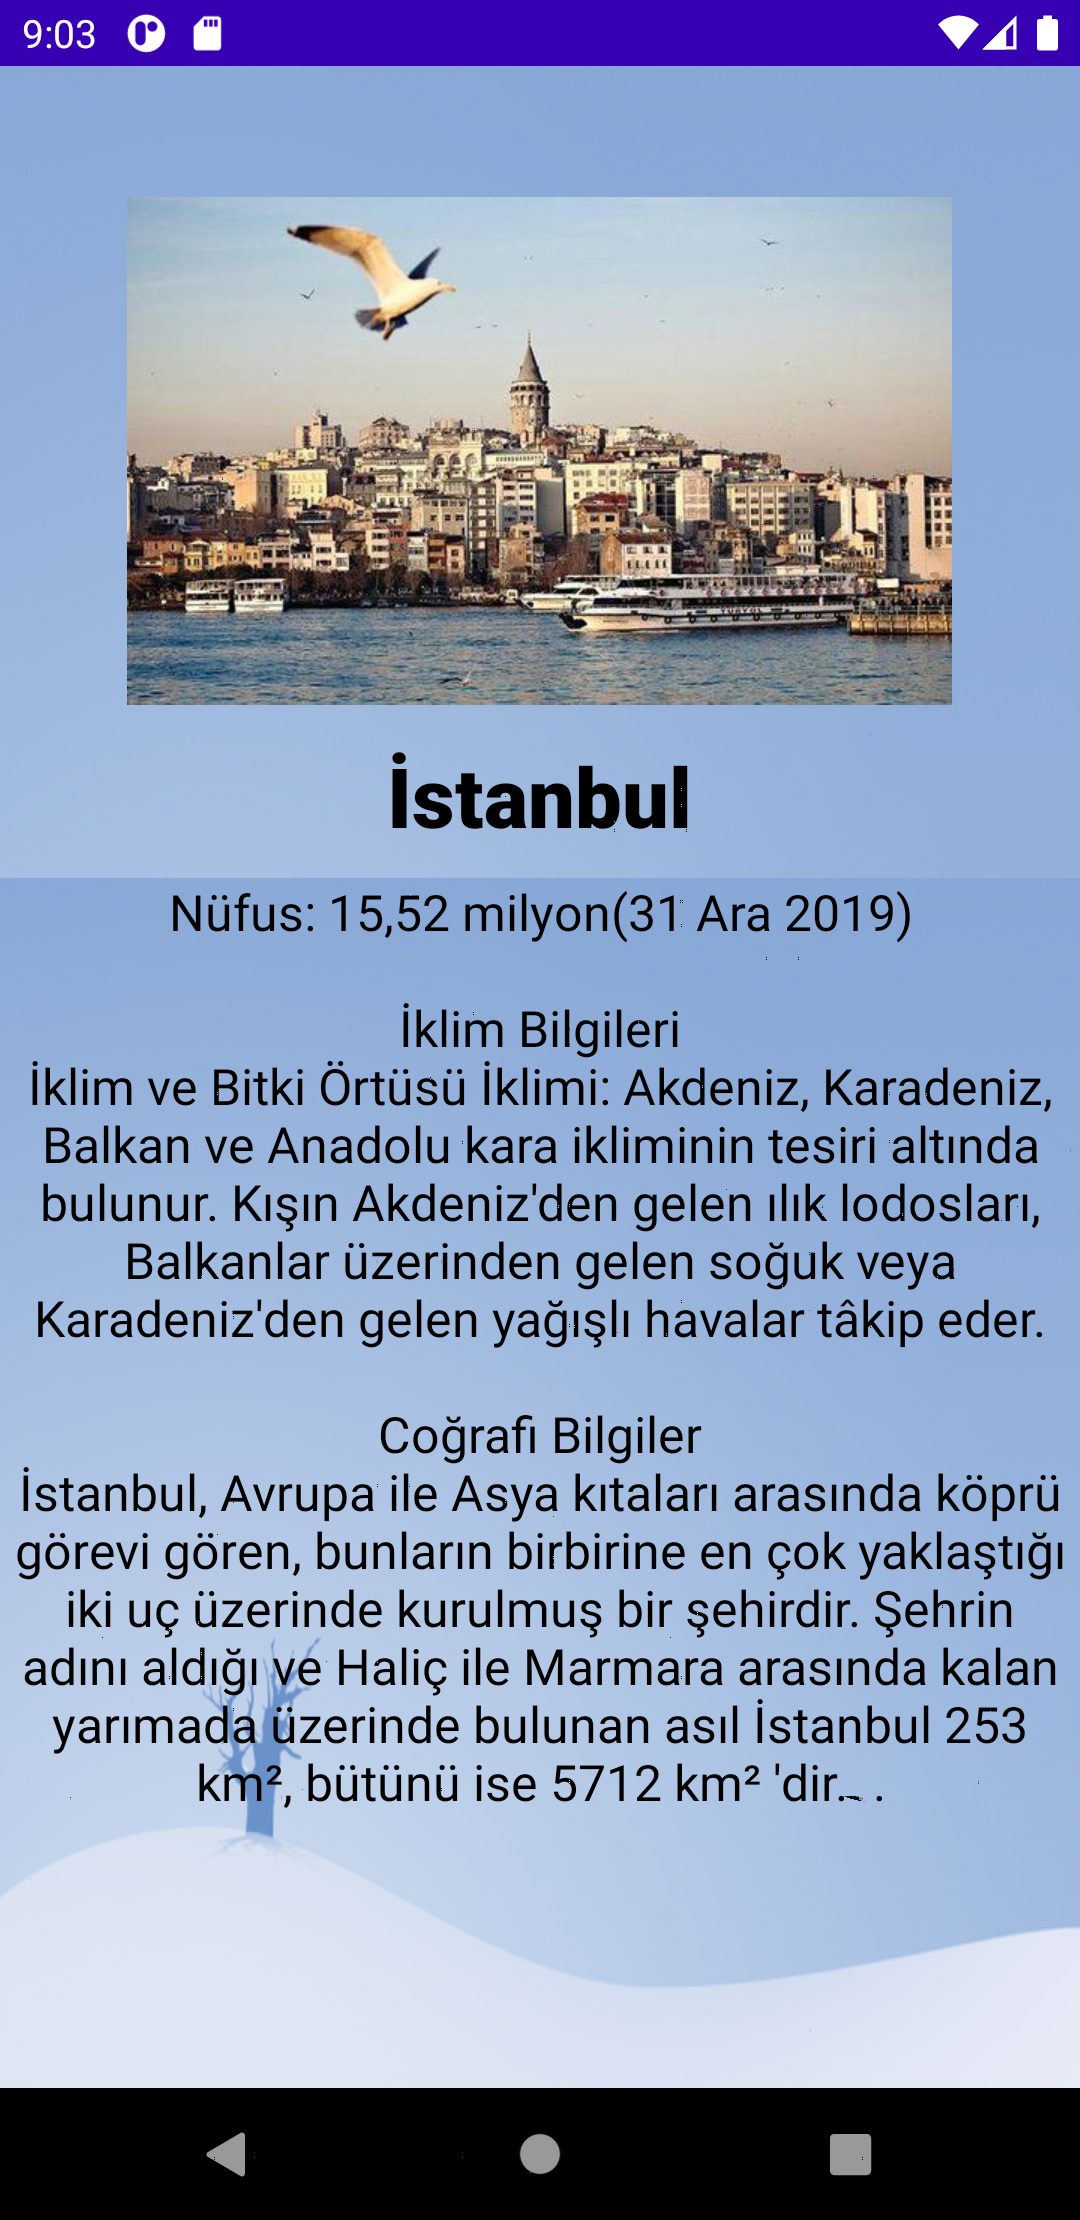 9:03
TURYOL
İstanbul
Nüfus: 15,52 milyon(31 Ara 2019)
İklim Bilgileri
İklim ve Bitki Örtüsü İklimi: Akdeniz, Karadeniz,
Balkan ve Anadolu kara ikliminin tesiri altında
bulunur. Kışın Akdeniz'den gelen ılık lodosları,
Balkanlar üzerinden gelen soğuk veya
Karadeniz'den gelen yağışlı havalar tâkip eder.
Coğrafi Bilgiler
İstanbul, Avrupa ile Asya kıtaları arasında köprü
görevi gören, bunların birbirine en çok yaklaştığı
iki uç üzerinde kurulmuş bir şehirdir. Şehrin
adını aldığı ve Haliç ile Marmara arasında kalan
yarımada üzerinde bulunan asıl İstanbul 253
km², bütünü ise 5712 km² 'dir.. .